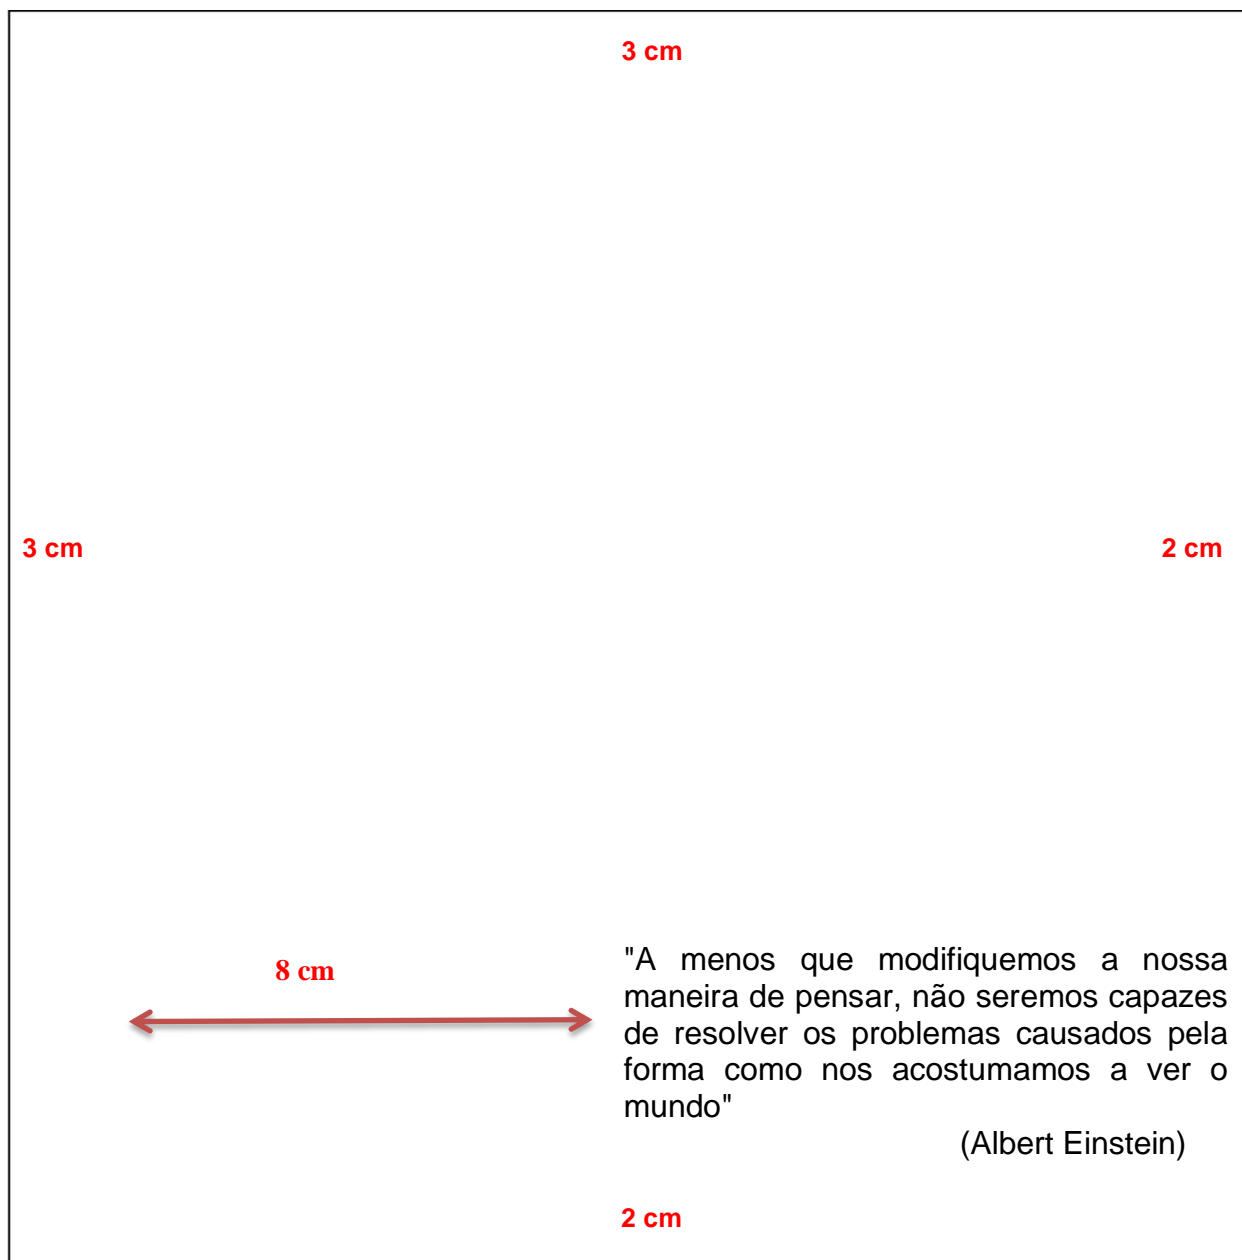 3 cm
3 cm
2 cm
8 cm
"A menos que modifiquemos a nossa
maneira de pensar, não seremos capazes
de resolver os problemas causados pela
forma como nos acostumamos a ver o
mundo"
(Albert Einstein)
2 cm